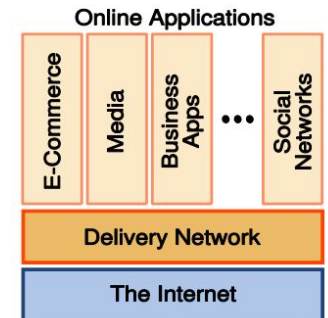 Online Applications
E-Commerce
Media
Business
Apps
•••
Social
Networks
Delivery Network
The Internet